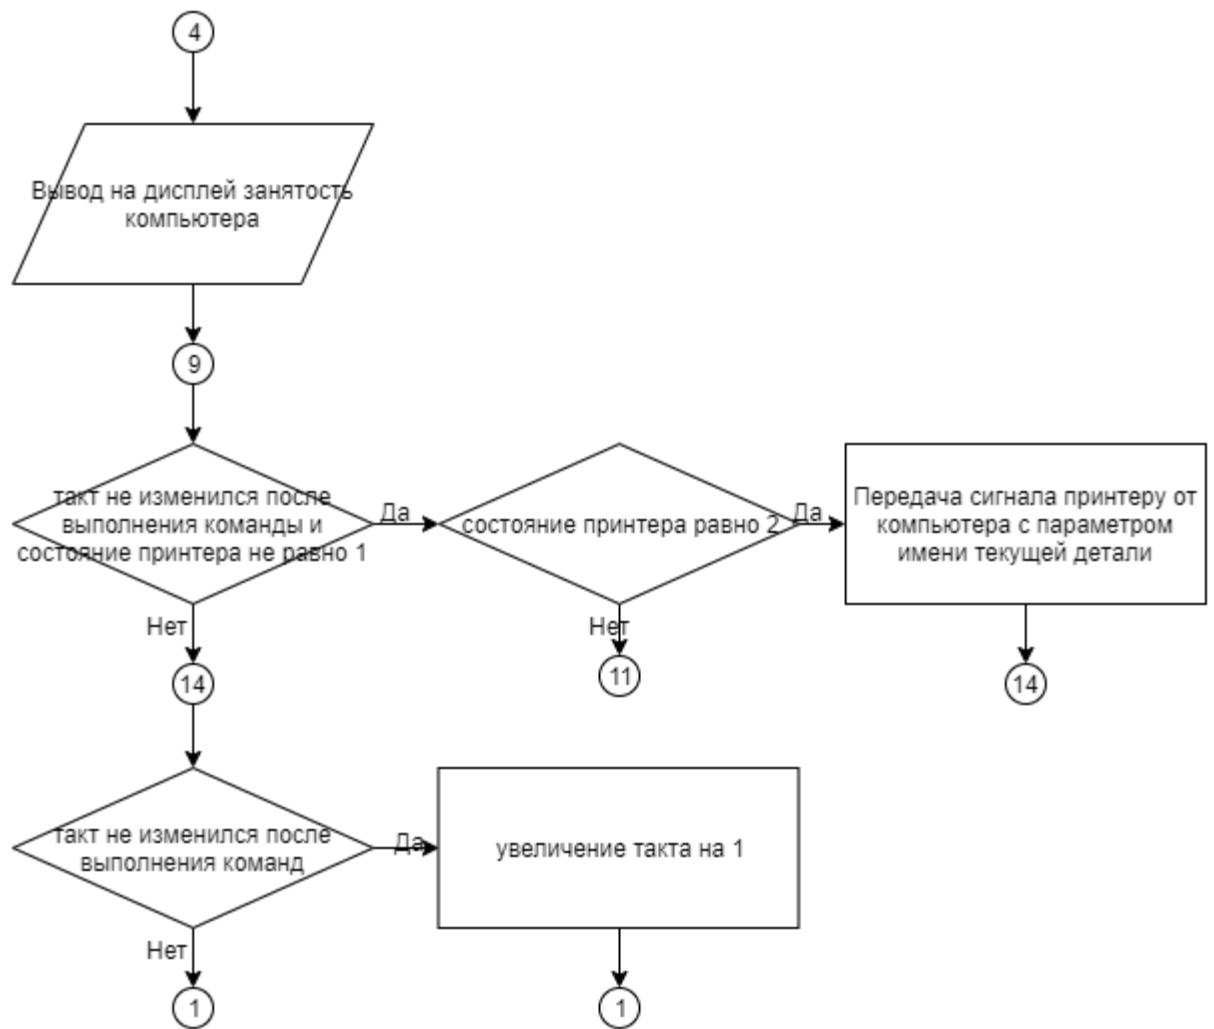 4
Вывод на дисплей занятость
компьютера
9
такт не изменился после
выполнения команды и
состояние принтера не равно 1
Да
состояние принтера равно 2
Да
Передача сигнала принтеру от
компьютера с параметром
имени текущей детали
Нет
14
Нет
11
14
такт не изменился после
выполнения команд
Да
увеличение такта на 1
Нет
1
1